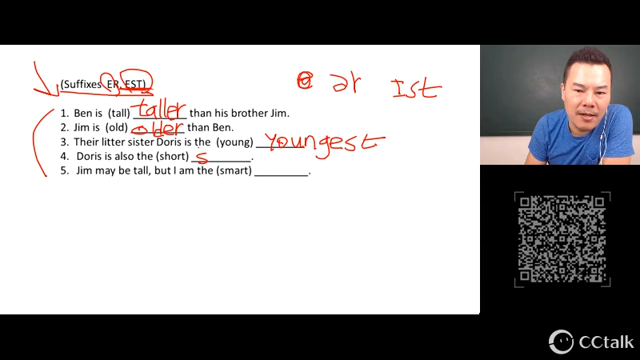 (Suffixes ER, EST) ər ɪst
1. Ben is (tall) taller than his brother Jim.
2. Jim is (old) older than Ben.
3. Their litter sister Doris is the (young) youngest
4. Doris is also the (short) s________.
5. Jim may be tall, but I am the (smart) ________.
CCtalk